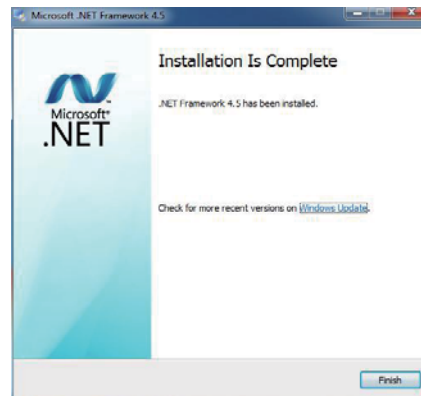 Microsoft .NET Framework 4.5
Installation Is Complete
.NET Framework 4.5 has been installed.
Microsoft®
.NET
Check for more recent versions on Windows Update.
Finish